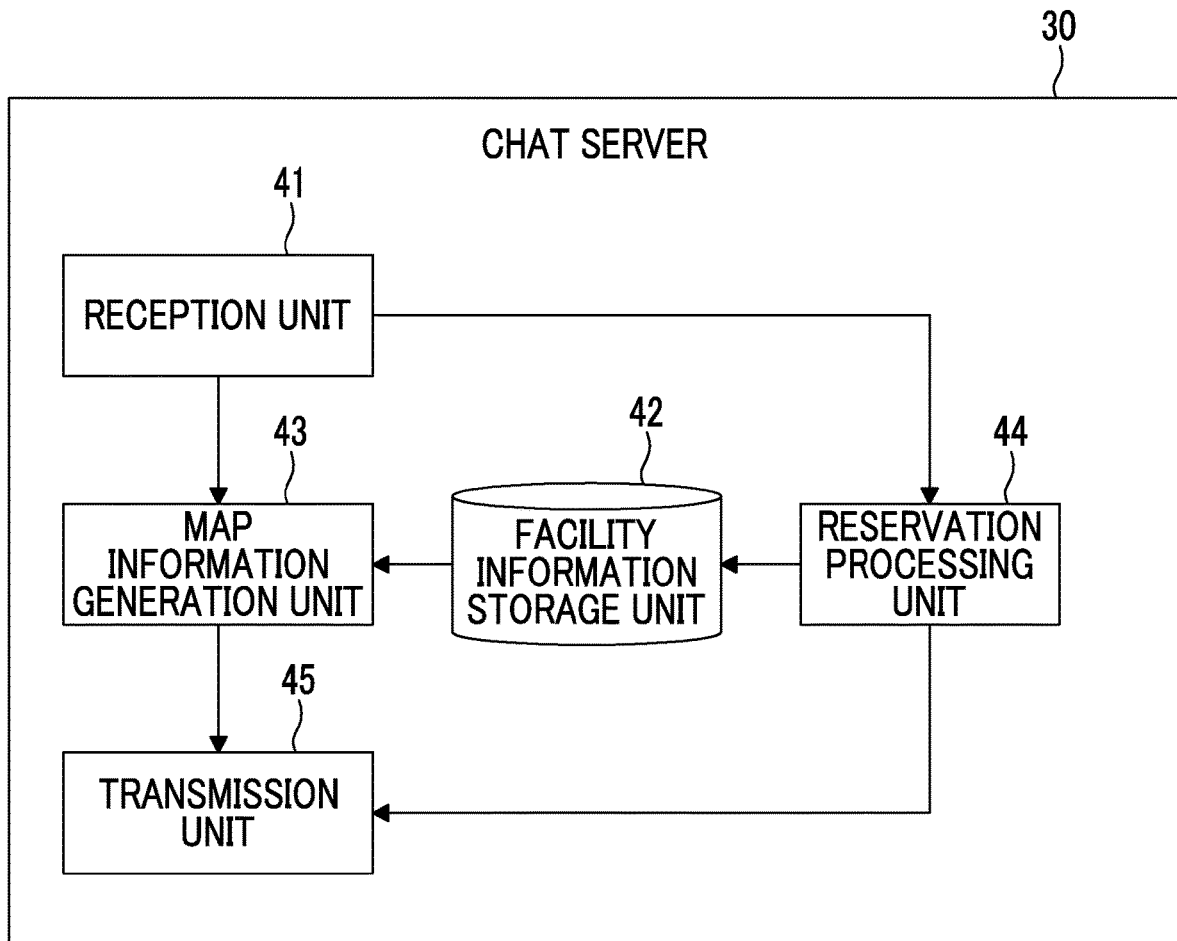 30
CHAT SERVER
41
RECEPTION UNIT
43
MAP
INFORMATION
GENERATION UNIT
42
FACILITY
INFORMATION
STORAGE UNIT
44
RESERVATION
PROCESSING
UNIT
45
TRANSMISSION
UNIT